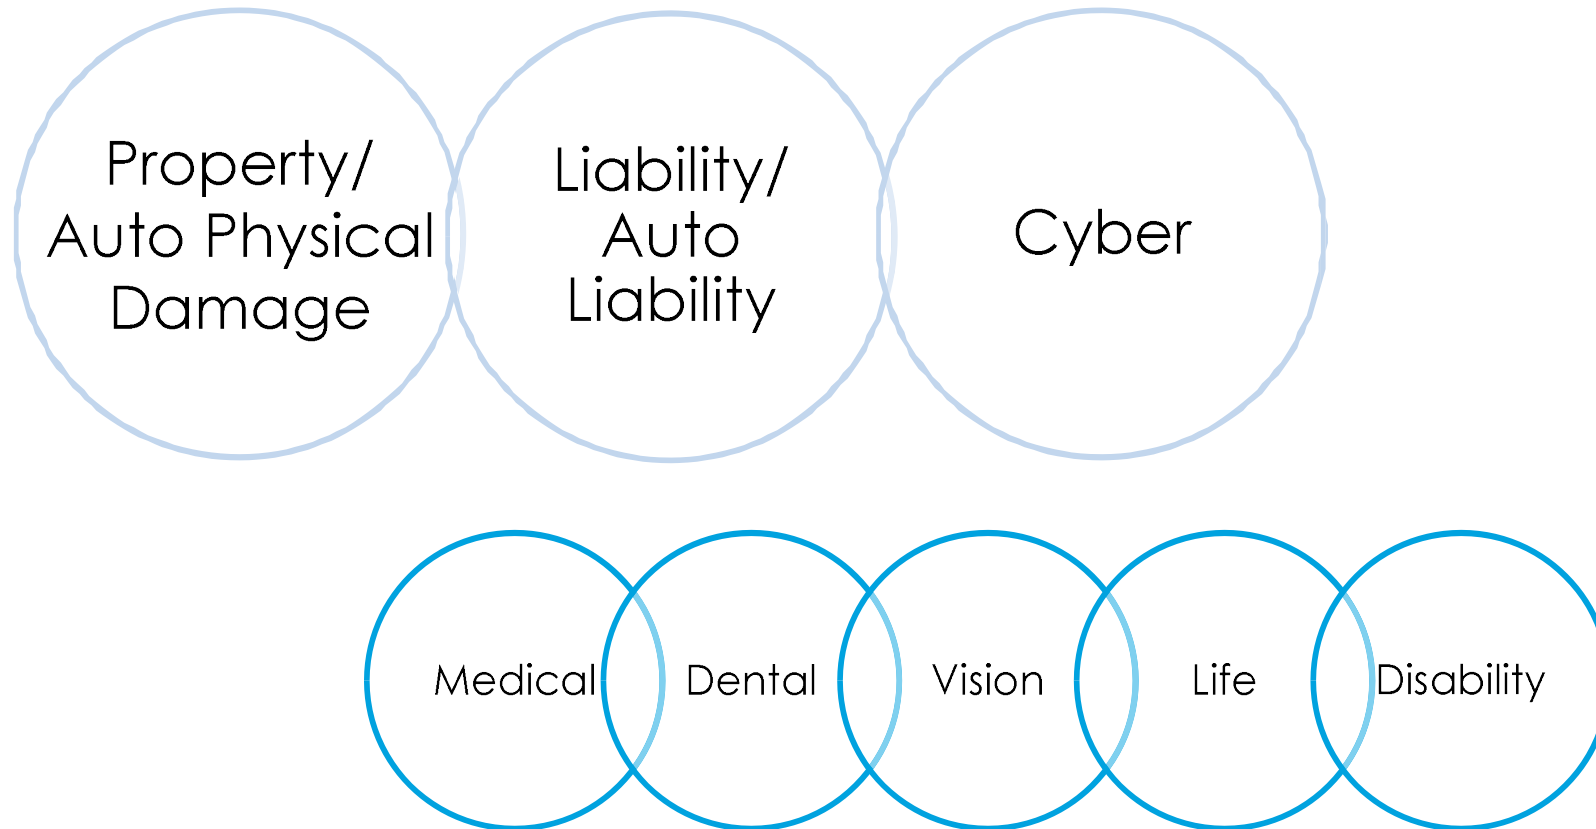 Property/
Auto Physical
Damage
Liability/
Auto
Liability
Cyber
Medical
Dental
Vision
Life
Disability